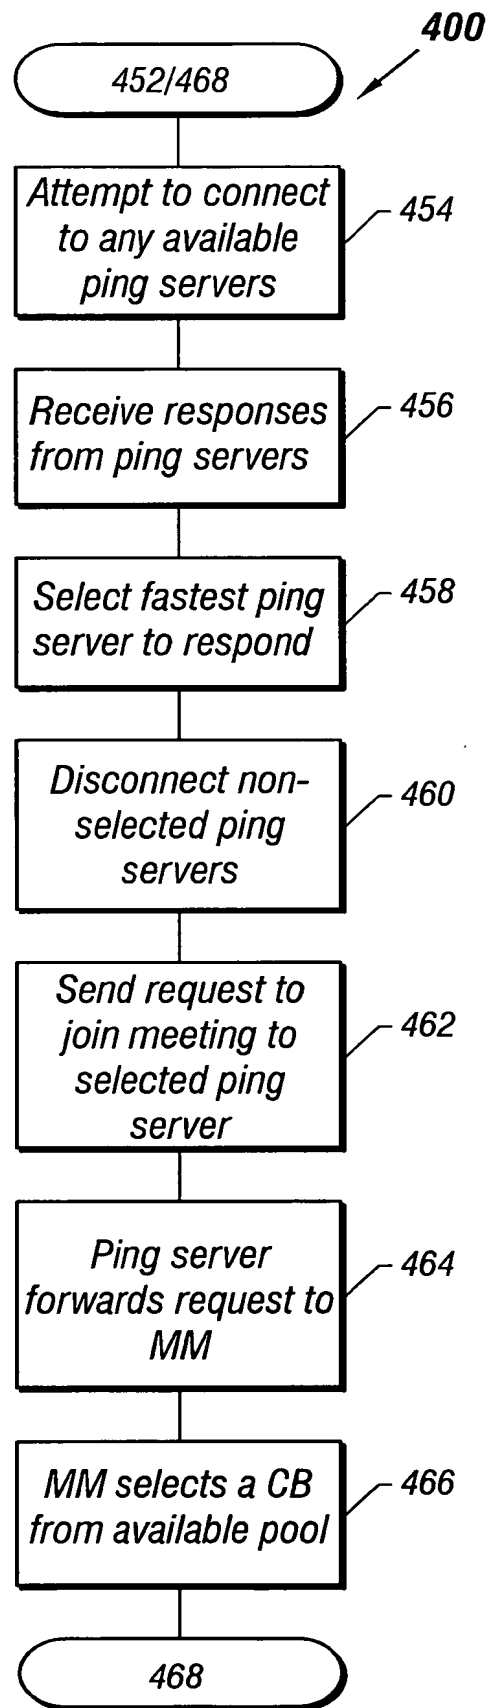 400
452/468
Attempt to connect
to any available
ping servers
454
Receive responses
from ping servers
456
Select fastest ping
server to respond
458
Disconnect non-
selected ping
servers
460
Send request to
join meeting to
selected ping
server
462
Ping server
forwards request to
MM
464
MM selects a CB
from available pool
466
468